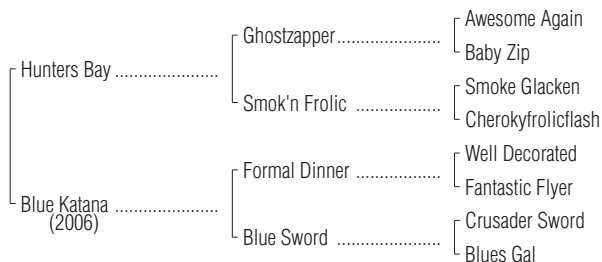 Awesome Again
Ghostzapper....................
Baby Zip
Hunters Bay ....................
Smoke Glacken
Smok'n Frolic .................
Cherokyfrolicflash
Well Decorated
Formal Dinner .................
Fantastic Flyer
Blue Katana ....................
(2006)
Crusader Sword
Blue Sword .....................
Blues Gal